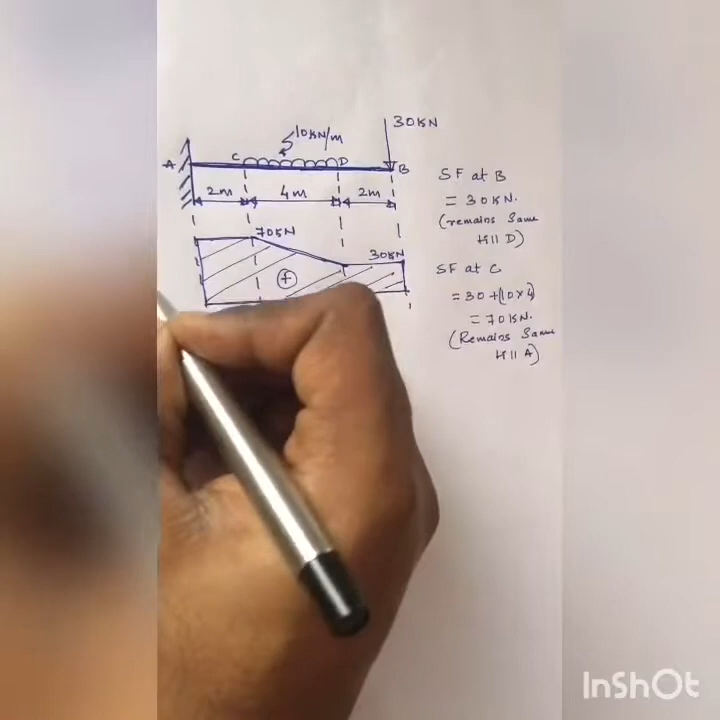 10KN/m
30KN
A
C
D
B
2m
4m
2m
70KN
30KN
+
SF at B
= 30KN.
(remains same
till D)
SF at C
= 30+(10×4)
= 70KN.
(Remains Same
till A)
InShOt